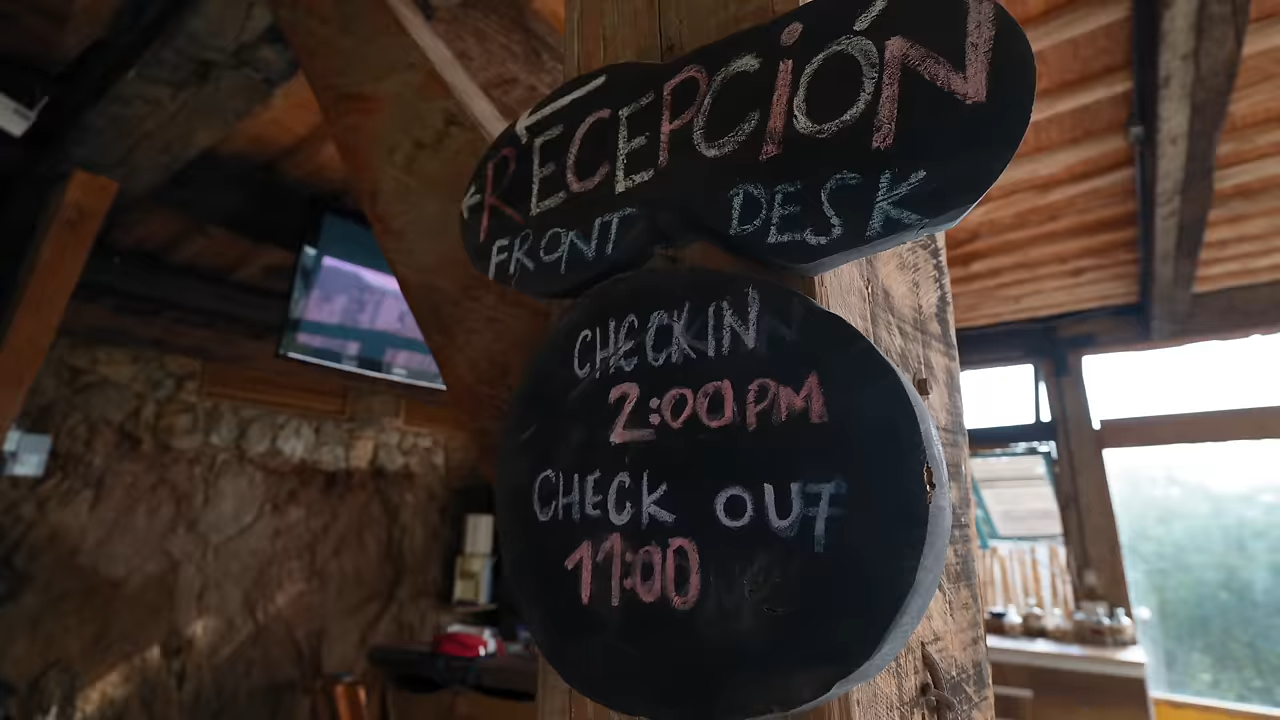 RECEPCIÓN
FRONT DESK
CHECKIN
2:00PM
CHECK OUT
11:00